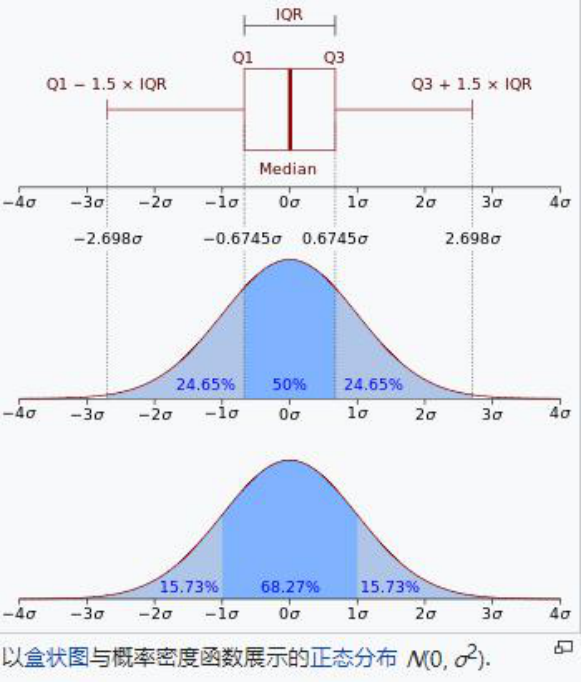 IQR
Q1 Q3
Q1 − 1.5 × IQR Q3 + 1.5 × IQR
Median
−4σ −3σ −2σ −1σ 0σ 1σ 2σ 3σ 4σ
−2.698σ −0.6745σ 0.6745σ 2.698σ
24.65% 50% 24.65%
−4σ −3σ −2σ −1σ 0σ 1σ 2σ 3σ 4σ
15.73% 68.27% 15.73%
−4σ −3σ −2σ −1σ 0σ 1σ 2σ 3σ 4σ
以盒状图与概率密度函数展示的正态分布 N(0, σ²).